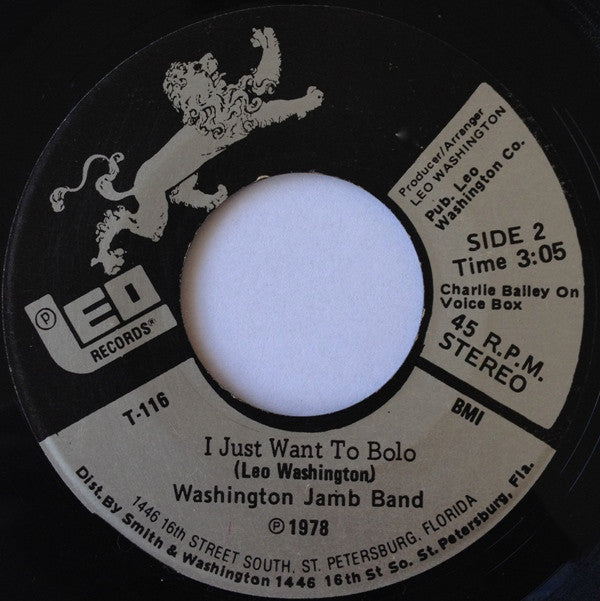 Producer/Arranger
LEO WASHINGTON
Pub. Leo
Washington Co.
SIDE 2
Time 3:05
Charlie Bailey On
Voice Box
45 R.P.M.
STEREO
℗ LEO
RECORDS®
T-116
BMI
I Just Want To Bolo
(Leo Washington)
Washington Jamb Band
℗ 1978
1446 16th STREET SOUTH, ST. PETERSBURG, FLORIDA
Dist. By Smith & Washington 1446 16th St So. St. Petersburg, Fla.